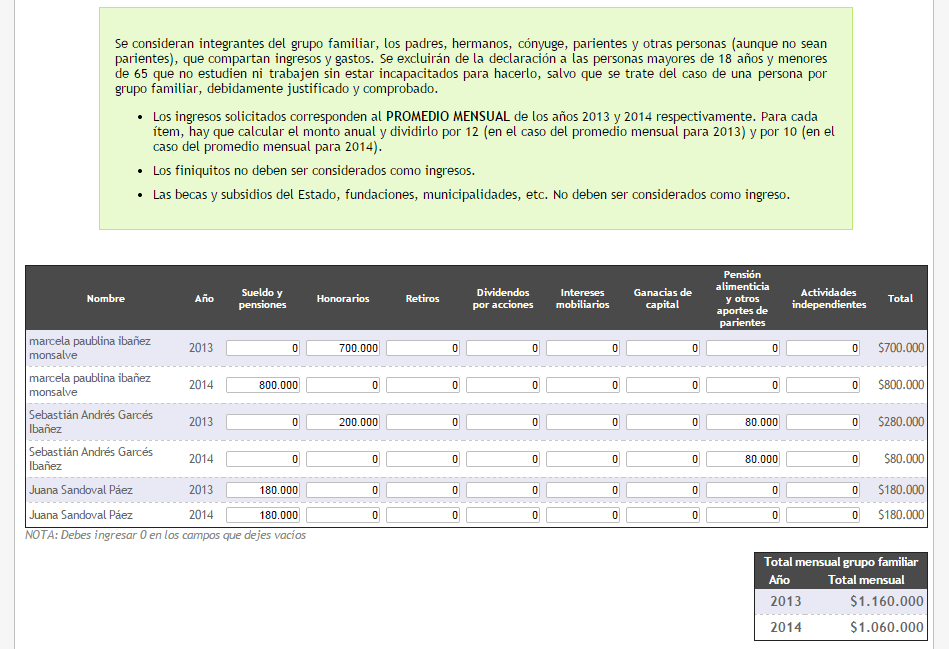 Se consideran integrantes del grupo familiar, los padres, hermanos, cónyuge, parientes y otras personas (aunque no sean
parientes), que compartan ingresos y gastos. Se excluirán de la declaración a las personas mayores de 18 años y menores
de 65 que no estudien ni trabajen sin estar incapacitados para hacerlo, salvo que se trate del caso de una persona por
grupo familiar, debidamente justificado y comprobado.
• Los ingresos solicitados corresponden al PROMEDIO MENSUAL de los años 2013 y 2014 respectivamente. Para cada
ítem, hay que calcular el monto anual y dividirlo por 12 (en el caso del promedio mensual para 2013) y por 10 (en el
caso del promedio mensual para 2014).
• Los finiquitos no deben ser considerados como ingresos.
• Las becas y subsidios del Estado, fundaciones, municipalidades, etc. No deben ser considerados como ingreso.
Nombre Año Sueldo y pensiones Honorarios Retiros Dividendos por acciones Intereses mobiliarios Ganacias de capital Pensión alimenticia y otros aportes de parientes Actividades independientes Total
marcela paublina ibañez monsalve 2013 0 700.000 0 0 0 0 0 0 $700.000
marcela paublina ibañez monsalve 2014 800.000 0 0 0 0 0 0 0 $800.000
Sebastián Andrés Garcés Ibañez 2013 0 200.000 0 0 0 0 80.000 0 $280.000
Sebastián Andrés Garcés Ibañez 2014 0 0 0 0 0 0 80.000 0 $80.000
Juana Sandoval Páez 2013 180.000 0 0 0 0 0 0 0 $180.000
Juana Sandoval Páez 2014 180.000 0 0 0 0 0 0 0 $180.000
NOTA: Debes ingresar 0 en los campos que dejes vacios
Total mensual grupo familiar
Año Total mensual
2013 $1.160.000
2014 $1.060.000